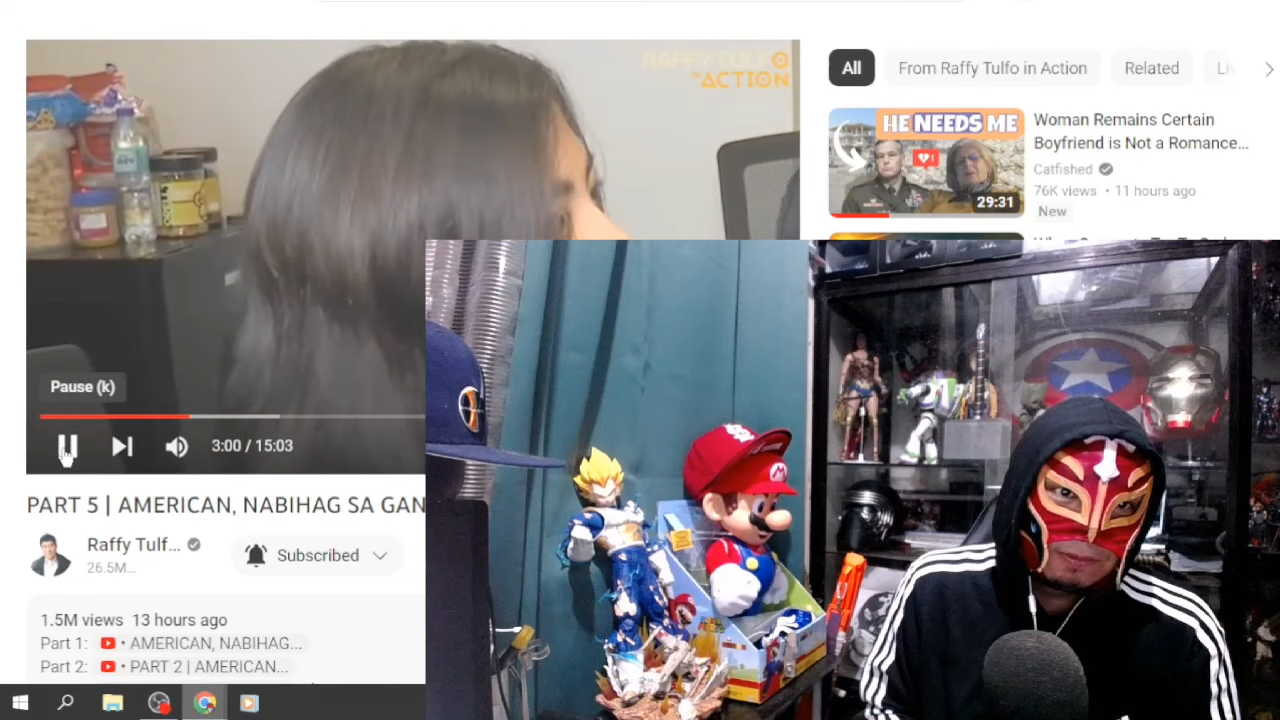 RAFFY TULFO
IN ACTION
Pause (k)
3:00 / 15:03
PART 5 | AMERICAN, NABIHAG SA GAN
Raffy Tulf...
26.5M...
Subscribed
1.5M views 13 hours ago
Part 1: • AMERICAN, NABIHAG...
Part 2: • PART 2 | AMERICAN...
All
From Raffy Tulfo in Action
Related
HE NEEDS ME
29:31
Woman Remains Certain
Boyfriend is Not a Romance...
Catfished
76K views • 11 hours ago
New